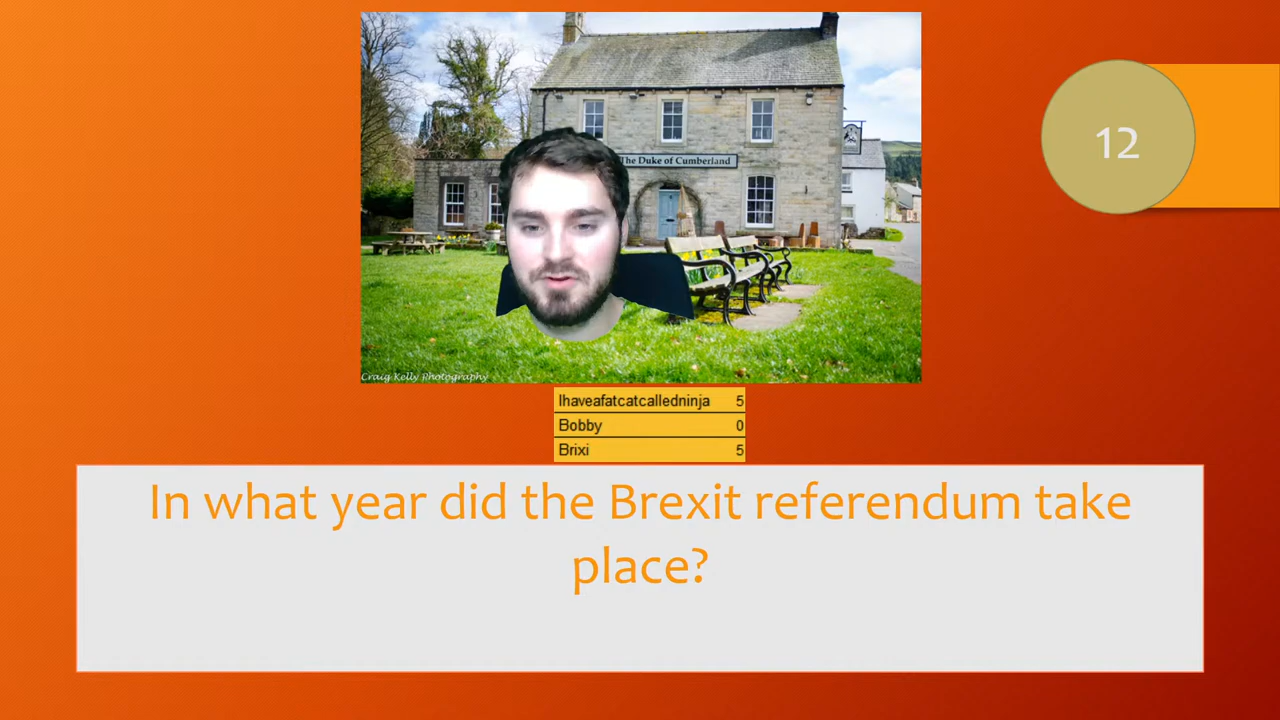 The Duke of Cumberland
12
Craig Kelly Photography
Ihaveafatcatcalledninja 5
Bobby 0
Brixi 5
In what year did the Brexit referendum take
place?